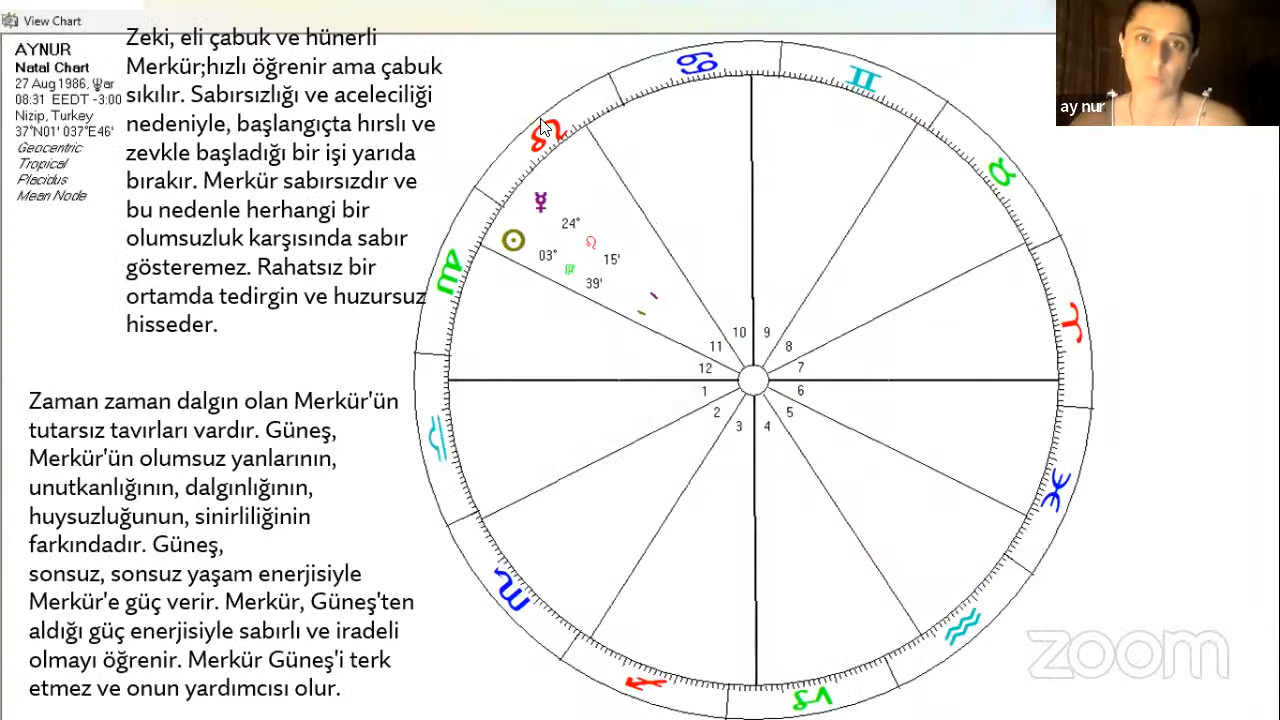 View Chart
AYNUR
Natal Chart
27 Aug 1986,
08:31 EEDT -3:00
Nizip, Turkey
37°N01' 037°E46'
Geocentric
Tropical
Placidus
Mean Node
Zeki, eli çabuk ve hünerli
Merkür;hızlı öğrenir ama çabuk
sıkılır. Sabırsızlığı ve aceleciliği
nedeniyle, başlangıçta hırslı ve
zevkle başladığı bir işi yarıda
bırakır. Merkür sabırsızdır ve
bu nedenle herhangi bir
olumsuzluk karşısında sabır
gösteremez. Rahatsız bir
ortamda tedirgin ve huzursuz
hisseder.
Zaman zaman dalgın olan Merkür'ün
tutarsız tavırları vardır. Güneş,
Merkür'ün olumsuz yanlarının,
unutkanlığının, dalgınlığının,
huysuzluğunun, sinirliliğinin
farkındadır. Güneş,
sonsuz, sonsuz yaşam enerjisiyle
Merkür'e güç verir. Merkür, Güneş'ten
aldığı güç enerjisiyle sabırlı ve iradeli
olmayı öğrenir. Merkür Güneş'i terk
etmez ve onun yardımcısı olur.
♋ ♊
♌ ♉
☿
24° ♌ 15'
☉ 03° ♍ 39'
♍ ♈
10 9
11 8
12 7
1 6
2 5
3 4
♎ ♓
♏ ♒
♐ ♑
ay nur
zoom